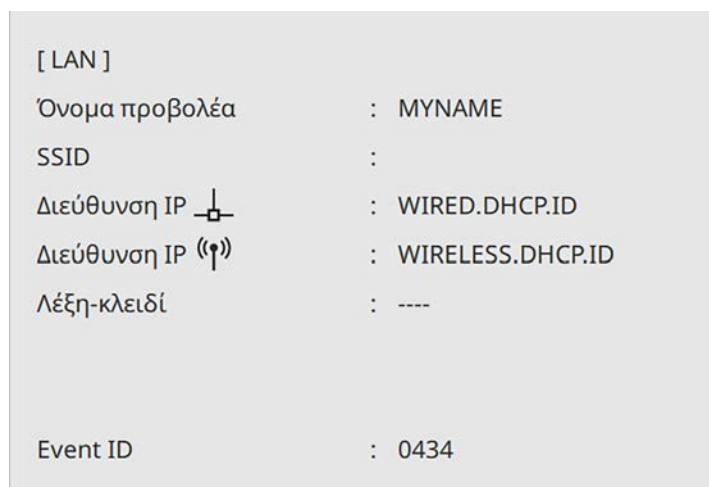 [ LAN ]
Όνομα προβολέα : MYNAME
SSID :
Διεύθυνση IP : WIRED.DHCP.ID
Διεύθυνση IP : WIRELESS.DHCP.ID
Λέξη-κλειδί : ----
Event ID : 0434